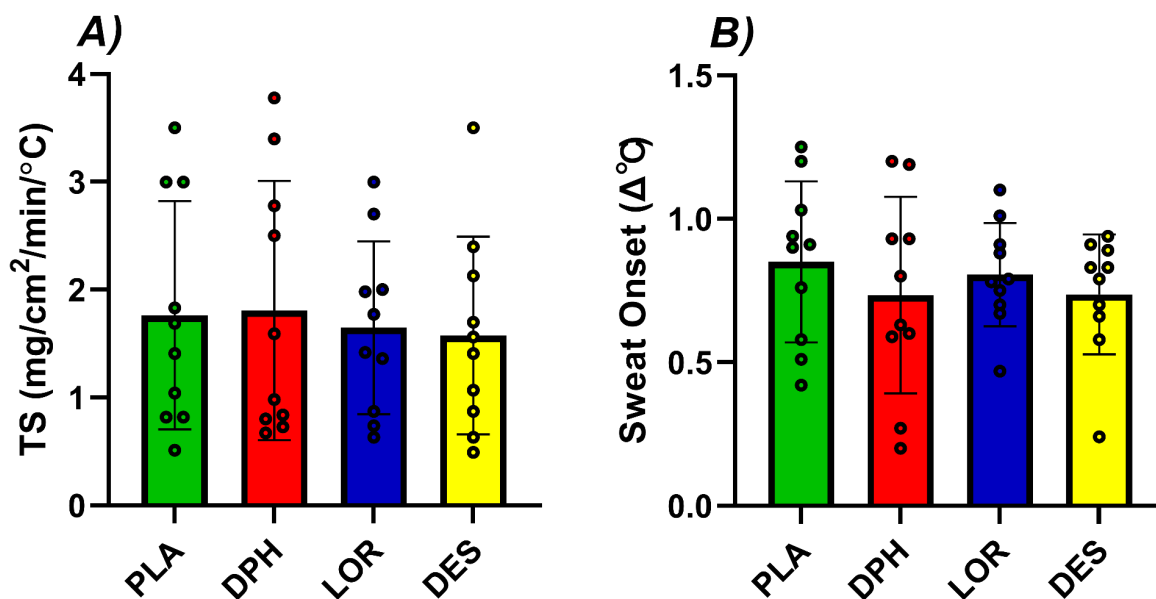 A)
TS (mg/cm²/min/°C)
4
3
2
1
0
PLA
DPH
LOR
DES
B)
Sweat Onset (Δ°C)
1.5
1.0
0.5
0.0
PLA
DPH
LOR
DES